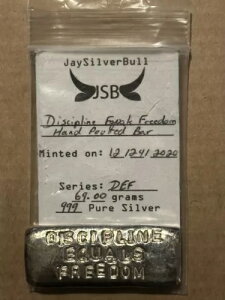 JaySilverBull
JSB
Discipline Equals Freedom
Hand Poured Bar
Minted on: 12 / 24 / 2020
Series: DEF
69.00 grams
999 Pure Silver
DISCIPLINE
EQUALS
FREEDOM